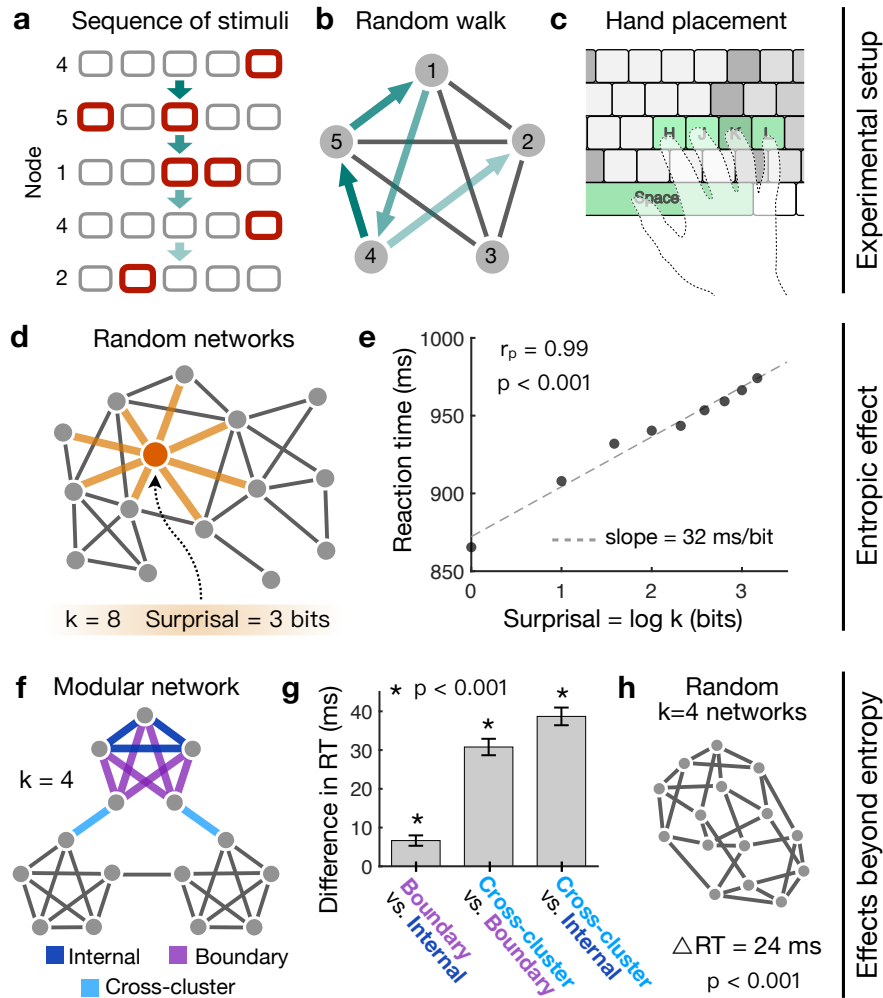 a Sequence of stimuli
Node
4
5
1
4
2
b Random walk
1
2
3
4
5
c Hand placement
H J K L
Space
Experimental setup
d Random networks
k = 8 Surprisal = 3 bits
e
Reaction time (ms)
1000
950
900
850
r_p = 0.99
p < 0.001
slope = 32 ms/bit
0 1 2 3
Surprisal = log k (bits)
Entropic effect
f Modular network
k = 4
Internal Boundary
Cross-cluster
g
Difference in RT (ms)
40
30
20
10
0
* p < 0.001
*
*
*
Boundary
vs. Internal
Cross-cluster
vs. Boundary
Cross-cluster
vs. Internal
h Random
k=4 networks
△RT = 24 ms
p < 0.001
Effects beyond entropy